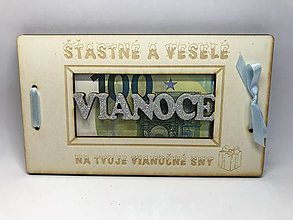 ŠŤASTNÉ A VESELÉ
100
VIANOCE
NA TVOJE VIANOČNÉ SNY